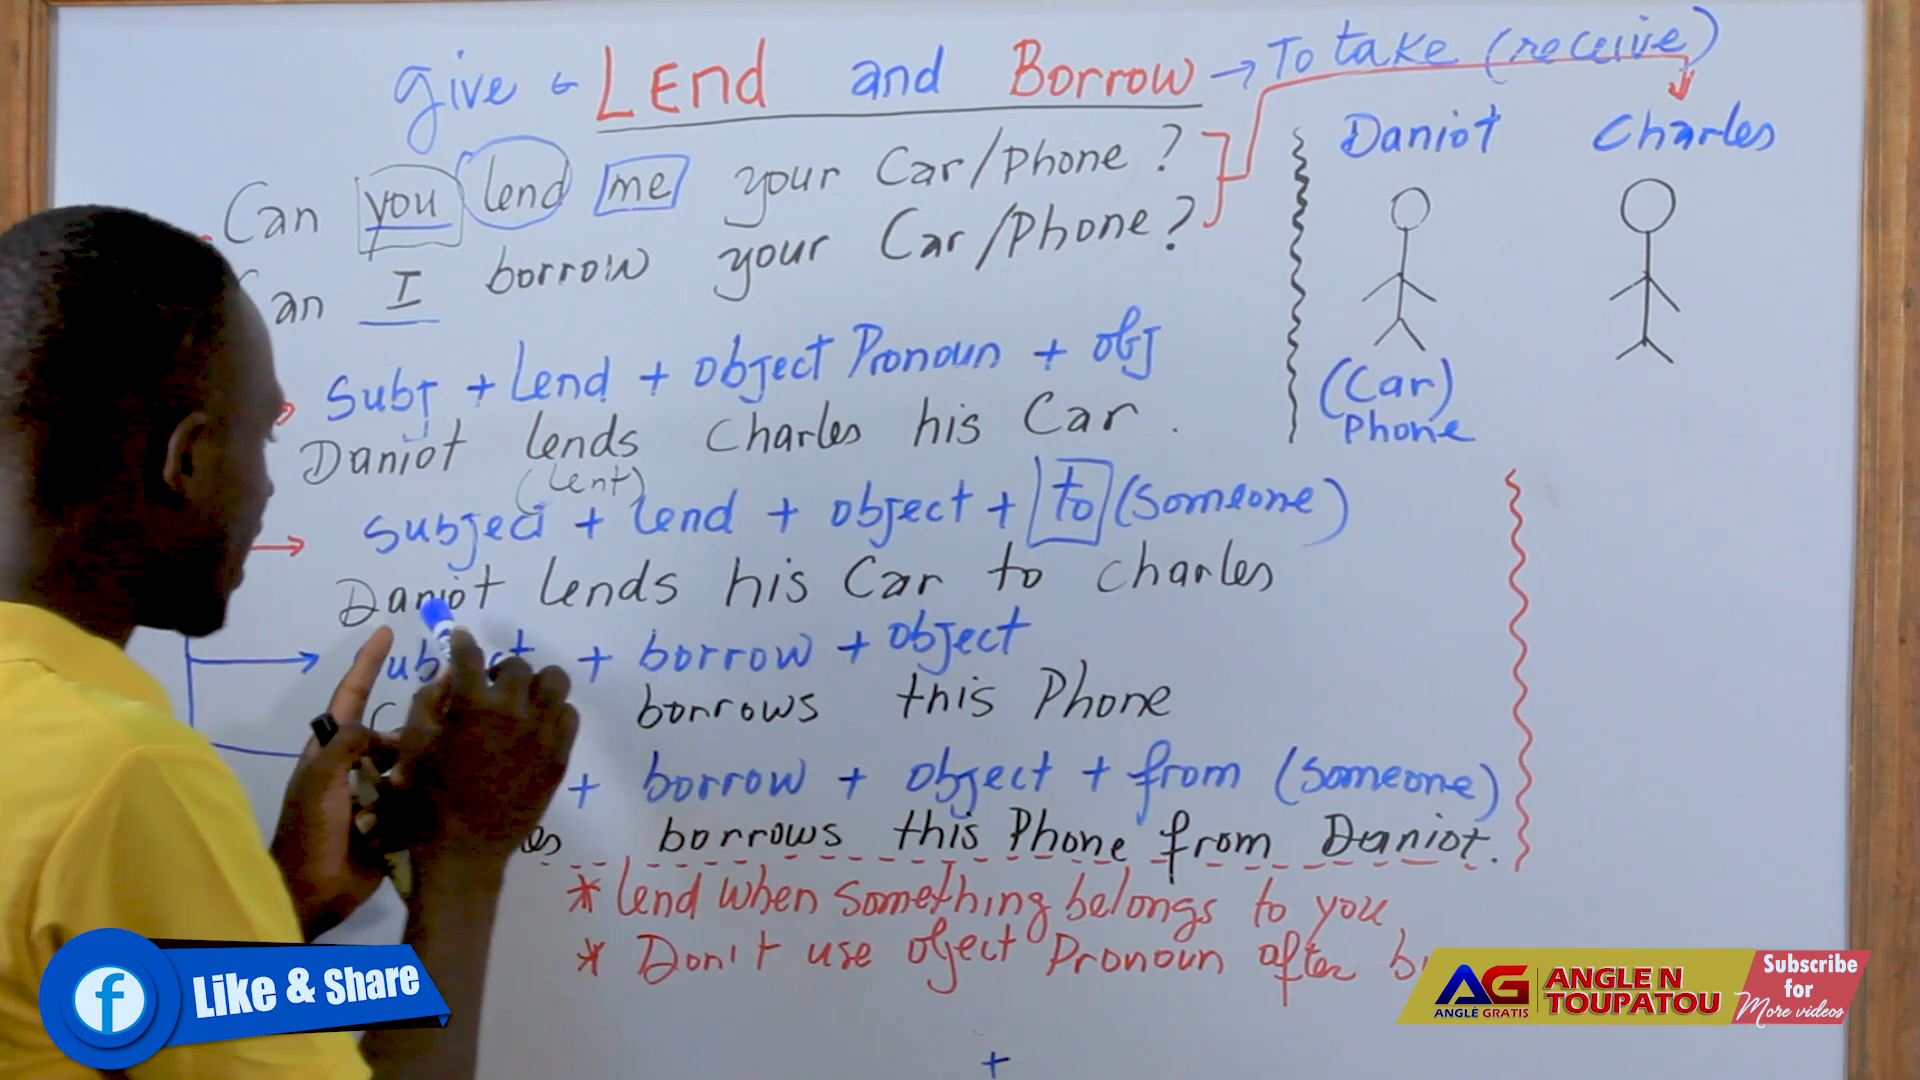 give ← Lend and Borrow → To take (receive)
Daniot Charles
Can you lend me your Car/Phone ?
an I borrow your Car/Phone ?
Subj + Lend + object Pronoun + obj
(Car)
Phone
Daniot lends Charles his Car.
(Lent)
Subject + lend + object + to (Someone)
Daniot lends his Car to Charles
+ borrow + object
borrows this Phone
+ borrow + object + from (Someone)
borrows this Phone from Daniot.
* lend when something belongs to you
* Don't use object Pronoun after
+
f Like & Share
AG ANGLE N TOUPATOU
ANGLÈ GRATIS
Subscribe
for
More videos